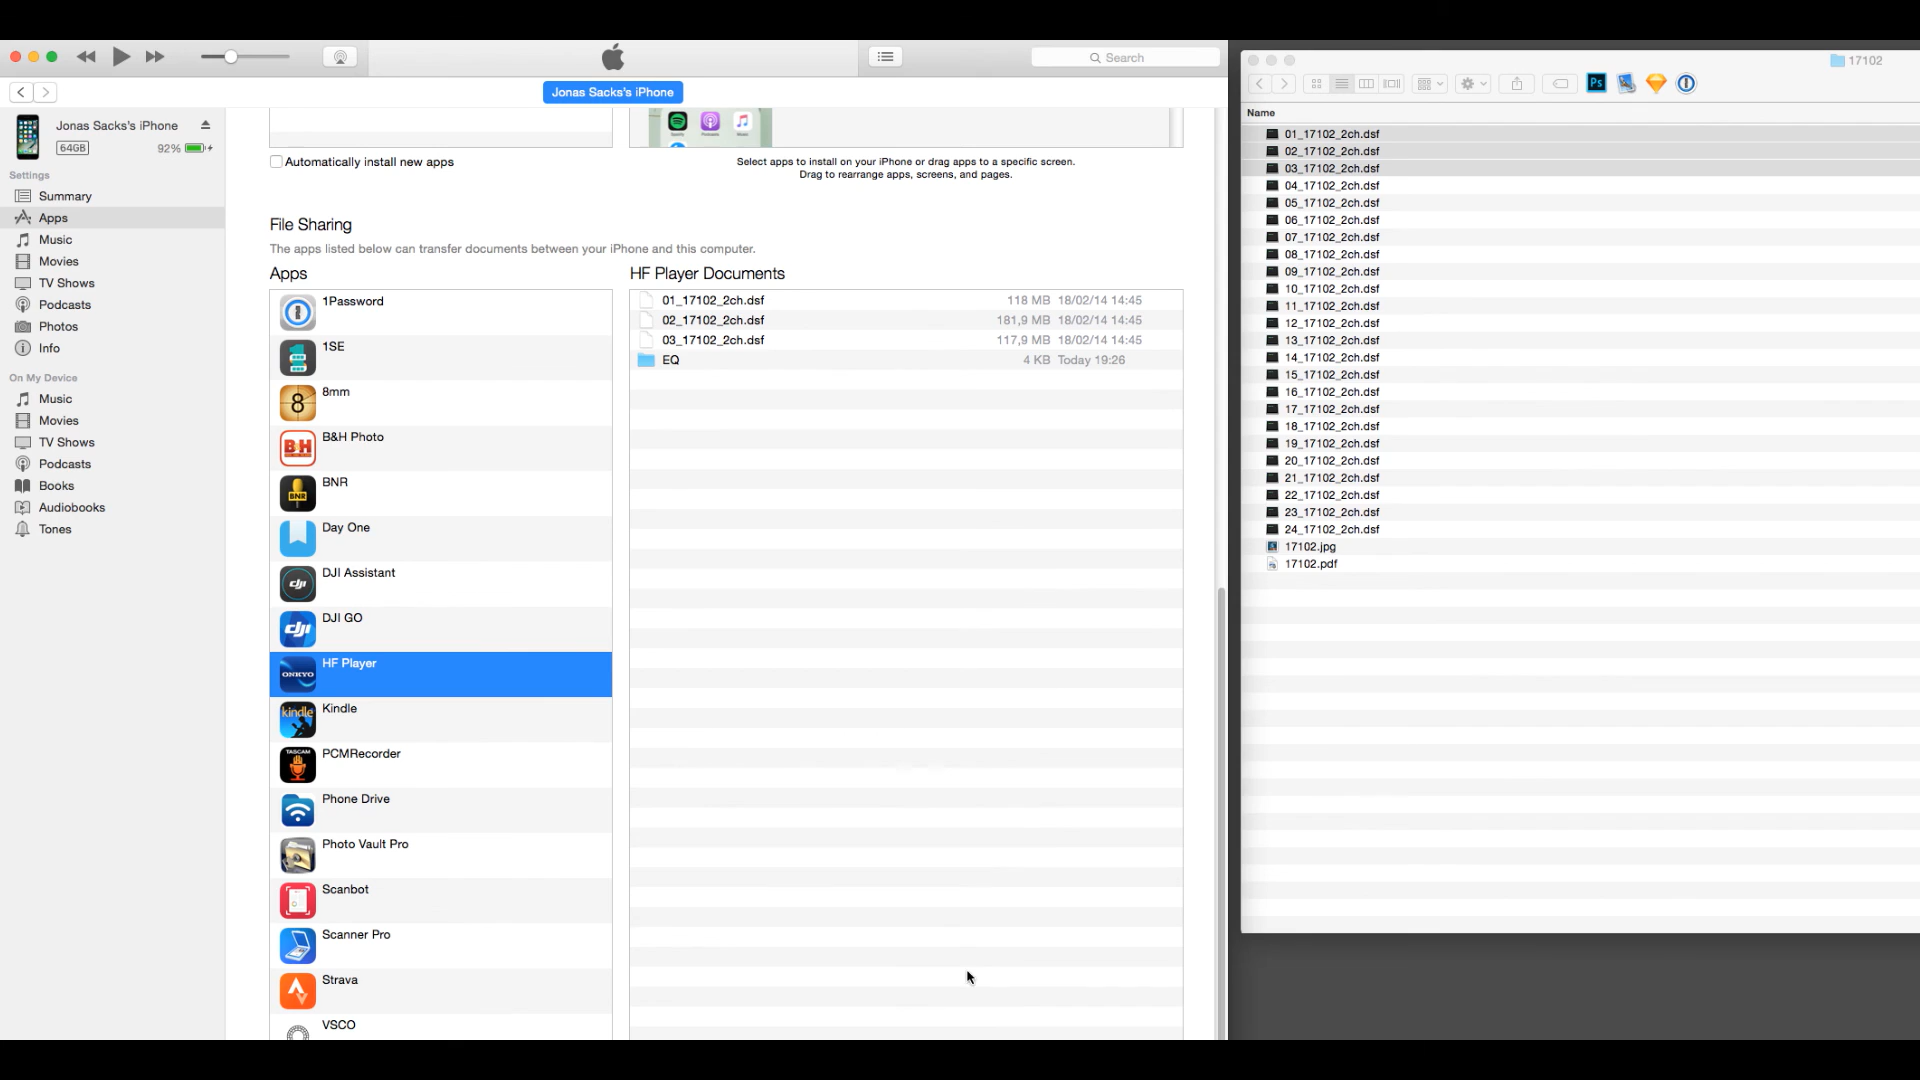 Search
Jonas Sacks's iPhone
Jonas Sacks's iPhone
64GB
92%
Settings
Summary
Apps
Music
Movies
TV Shows
Podcasts
Photos
Info
On My Device
Music
Movies
TV Shows
Podcasts
Books
Audiobooks
Tones
Automatically install new apps
Select apps to install on your iPhone or drag apps to a specific screen.
Drag to rearrange apps, screens, and pages.
File Sharing
The apps listed below can transfer documents between your iPhone and this computer.
Apps
1Password
1SE
8
8mm
B&H
B&H Photo
BNR
BNR
Day One
dji
DJI Assistant
dji
DJI GO
ONKYO
HF Player
kindle
Kindle
TASCAM
PCMRecorder
Phone Drive
Photo Vault Pro
Scanbot
Scanner Pro
Strava
VSCO
HF Player Documents
01_17102_2ch.dsf 118 MB 18/02/14 14:45
02_17102_2ch.dsf 181,9 MB 18/02/14 14:45
03_17102_2ch.dsf 117,9 MB 18/02/14 14:45
EQ 4 KB Today 19:26
17102
Ps
Name
01_17102_2ch.dsf
02_17102_2ch.dsf
03_17102_2ch.dsf
04_17102_2ch.dsf
05_17102_2ch.dsf
06_17102_2ch.dsf
07_17102_2ch.dsf
08_17102_2ch.dsf
09_17102_2ch.dsf
10_17102_2ch.dsf
11_17102_2ch.dsf
12_17102_2ch.dsf
13_17102_2ch.dsf
14_17102_2ch.dsf
15_17102_2ch.dsf
16_17102_2ch.dsf
17_17102_2ch.dsf
18_17102_2ch.dsf
19_17102_2ch.dsf
20_17102_2ch.dsf
21_17102_2ch.dsf
22_17102_2ch.dsf
23_17102_2ch.dsf
24_17102_2ch.dsf
17102.jpg
17102.pdf